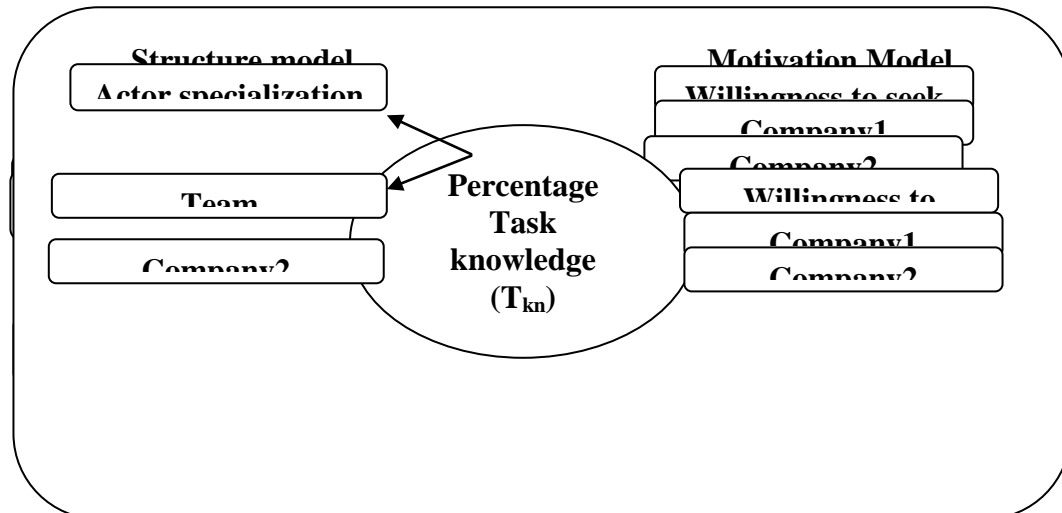 Structure model
Actor specialization
Team
Company2
Percentage
Task
knowledge
(Tkn)
Motivation Model
Willingness to seek
Company1
Company2
Willingness to
Company1
Company2